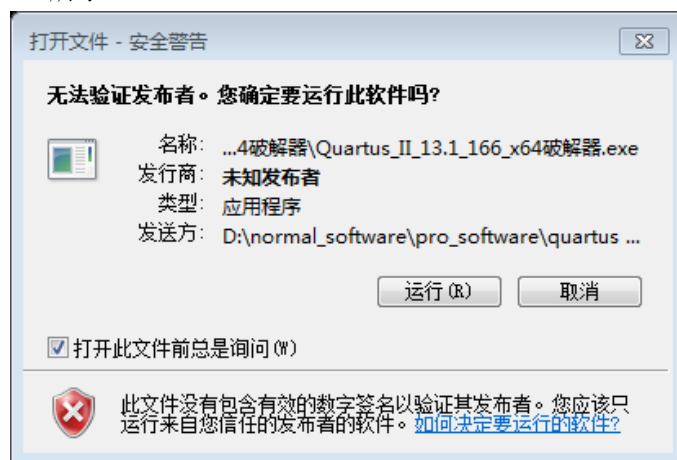 打开文件 - 安全警告
无法验证发布者。您确定要运行此软件吗?
名称: ...4破解器\Quartus_II_13.1_166_x64破解器.exe
发行商: 未知发布者
类型: 应用程序
发送方: D:\normal_software\pro_software\quartus ...
运行(R) 取消
打开此文件前总是询问(W)
此文件没有包含有效的数字签名以验证其发布者。您应该只
运行来自您信任的发布者的软件。如何决定要运行的软件?